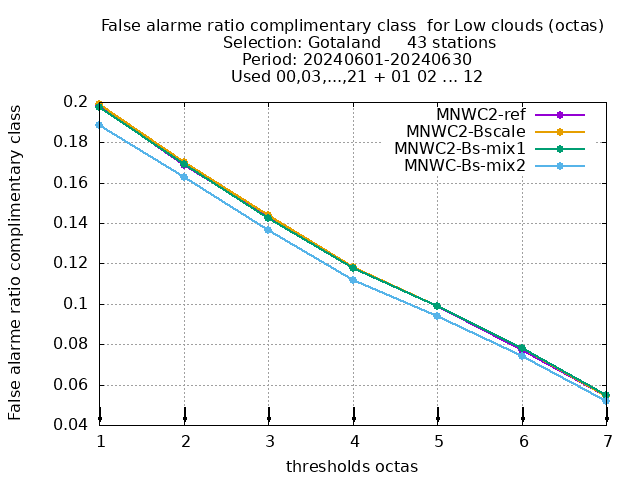 False alarme ratio complimentary class  for Low clouds (octas)
Selection: Gotaland     43 stations
Period: 20240601-20240630
Used 00,03,...,21 + 01 02 ... 12
False alarme ratio complimentary class
0.2
0.18
0.16
0.14
0.12
0.1
0.08
0.06
0.04
MNWC2-ref
MNWC2-Bscale
MNWC2-Bs-mix1
MNWC-Bs-mix2
1 2 3 4 5 6 7
thresholds octas